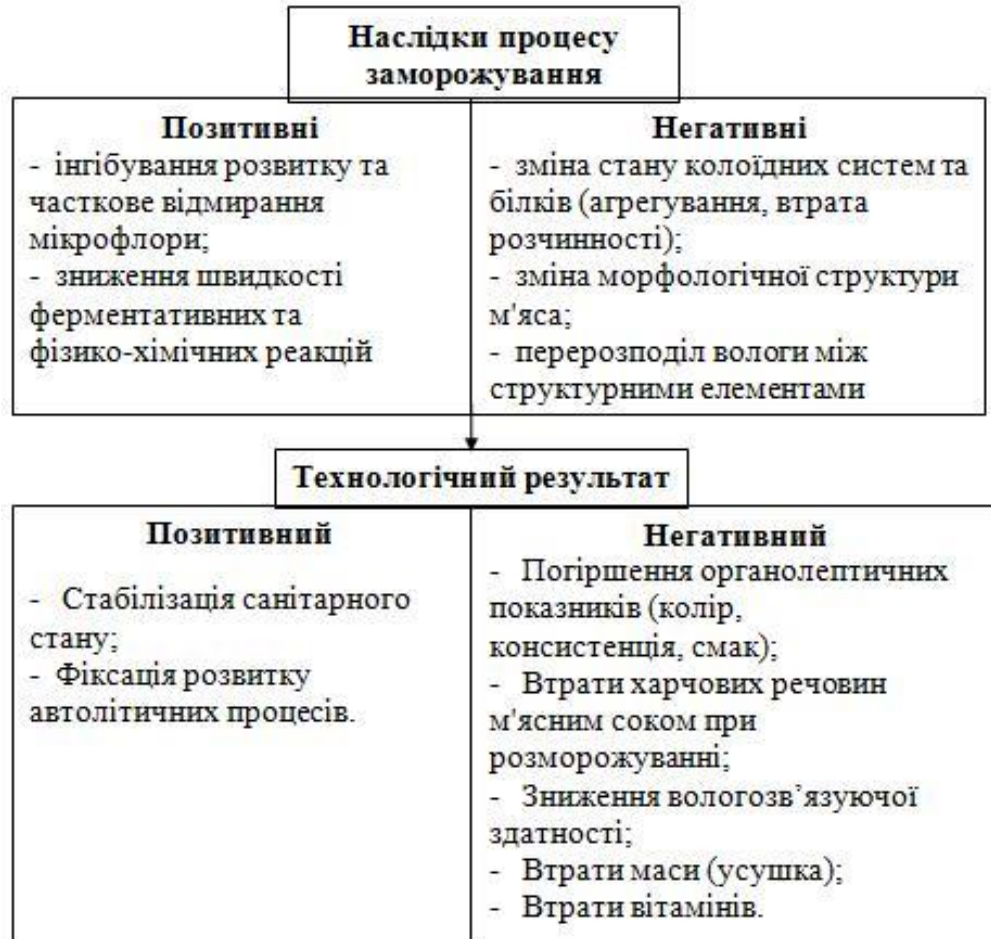 Наслідки процесу
заморожування
Позитивні
- інгібування розвитку та
часткове відмирання
мікрофлори;
- зниження швидкості
ферментативних та
фізико-хімічних реакцій
Негативні
- зміна стану колоїдних систем та
білків (агрегування, втрата
розчинності);
- зміна морфологічної структури
м'яса;
- перерозподіл вологи між
структурними елементами
Технологічний результат
Позитивний
- Стабілізація санітарного
стану;
- Фіксація розвитку
автолітичних процесів.
Негативний
- Погіршення органолептичних
показників (колір,
консистенція, смак);
- Втрати харчових речовин
м'ясним соком при
розморожуванні;
- Зниження вологозв’язуючої
здатності;
- Втрати маси (усушка);
- Втрати вітамінів.